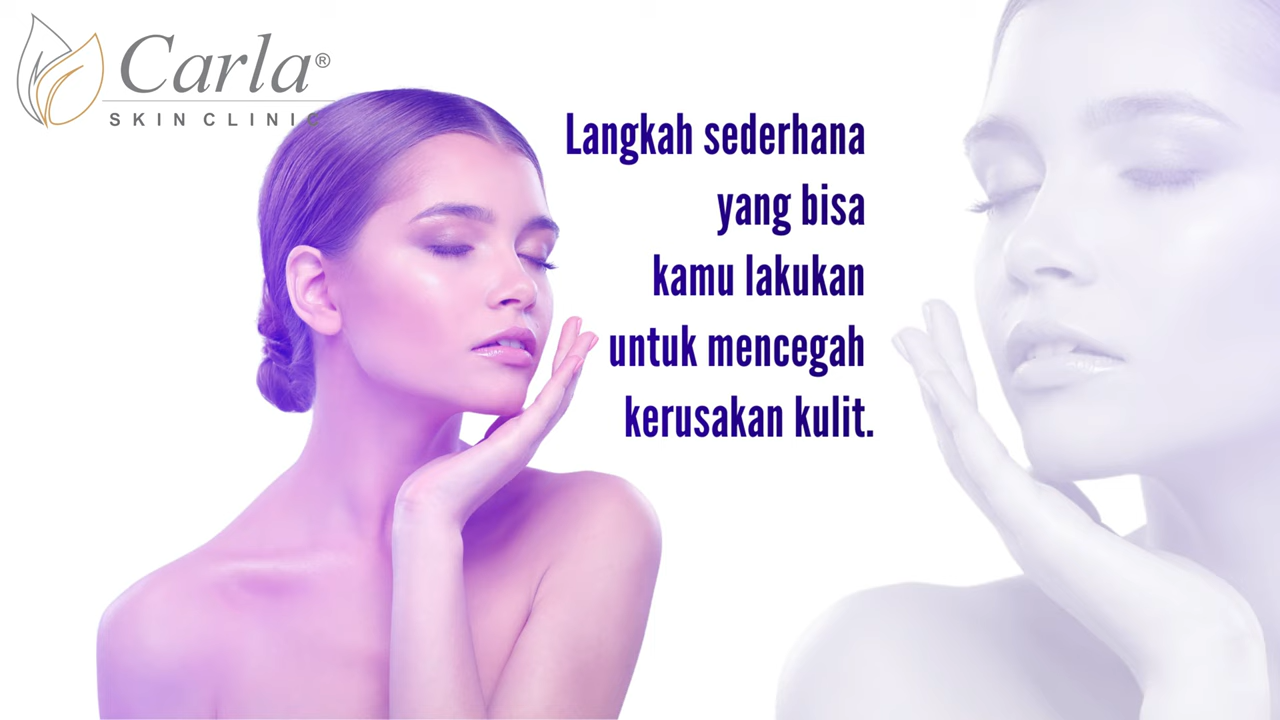 Carla®
SKIN CLINIC
Langkah sederhana
yang bisa
kamu lakukan
untuk mencegah
kerusakan kulit.